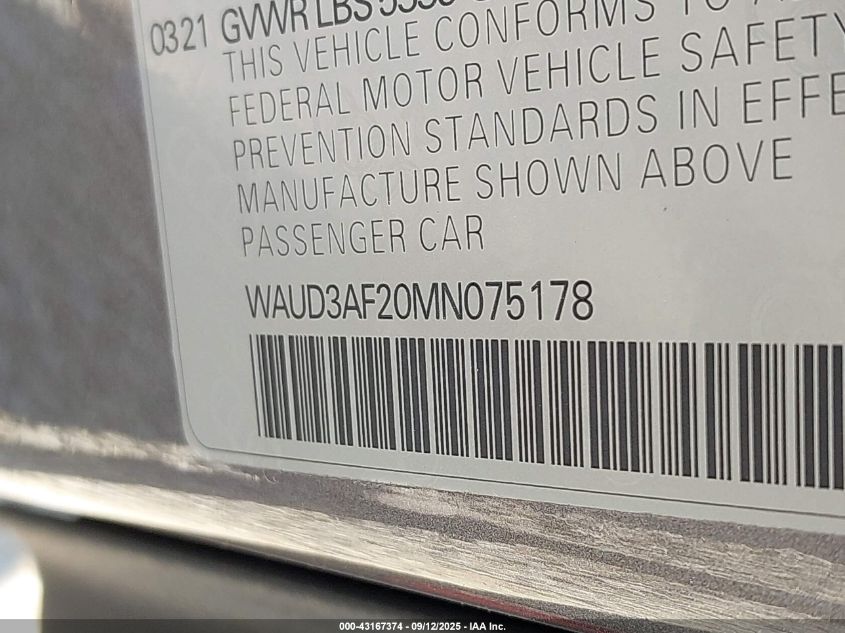 0321 GVWR LBS
THIS VEHICLE CONFORMS TO
FEDERAL MOTOR VEHICLE SAFETY
PREVENTION STANDARDS IN EFFE
MANUFACTURE SHOWN ABOVE
PASSENGER CAR
WAUD3AF20MN075178
000-43167374 - 09/12/2025 - IAA Inc.